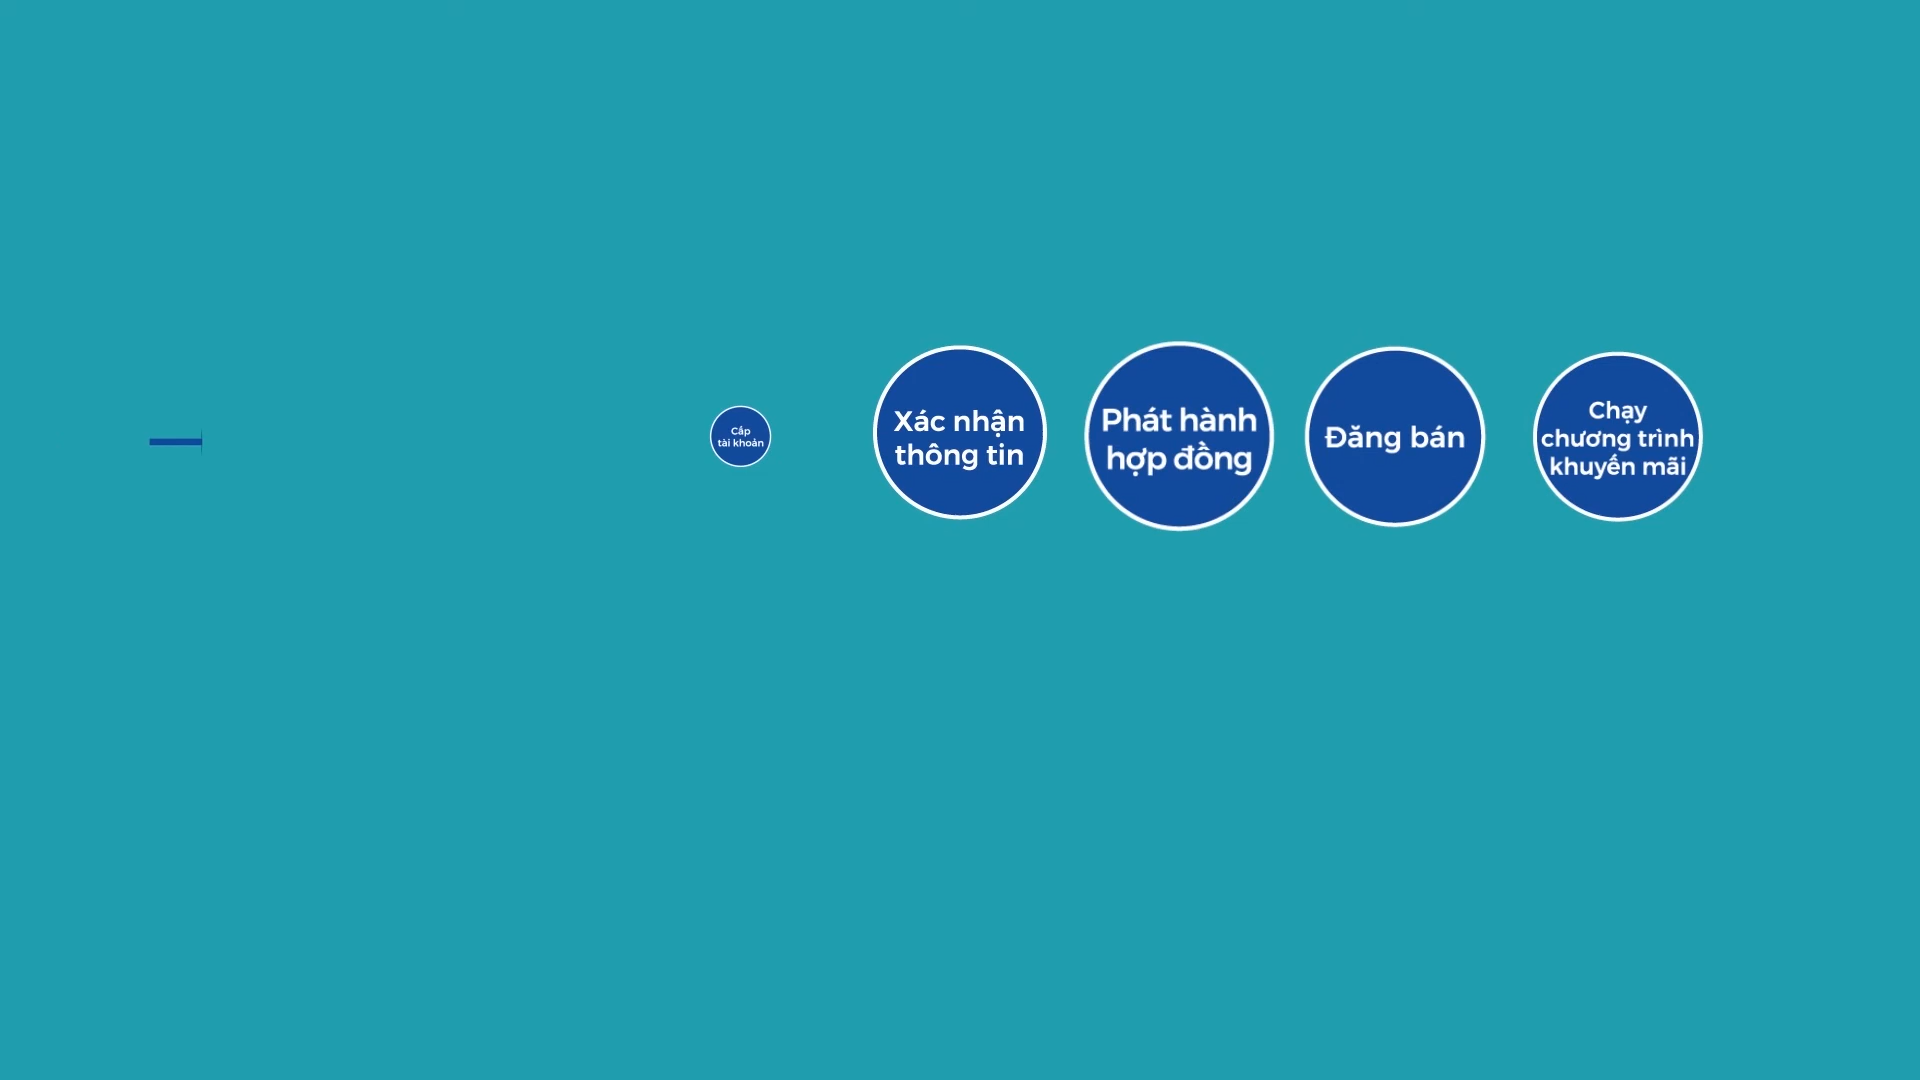 Cấp
tài khoản
Xác nhận
thông tin
Phát hành
hợp đồng
Đăng bán
Chạy
chương trình
khuyến mãi